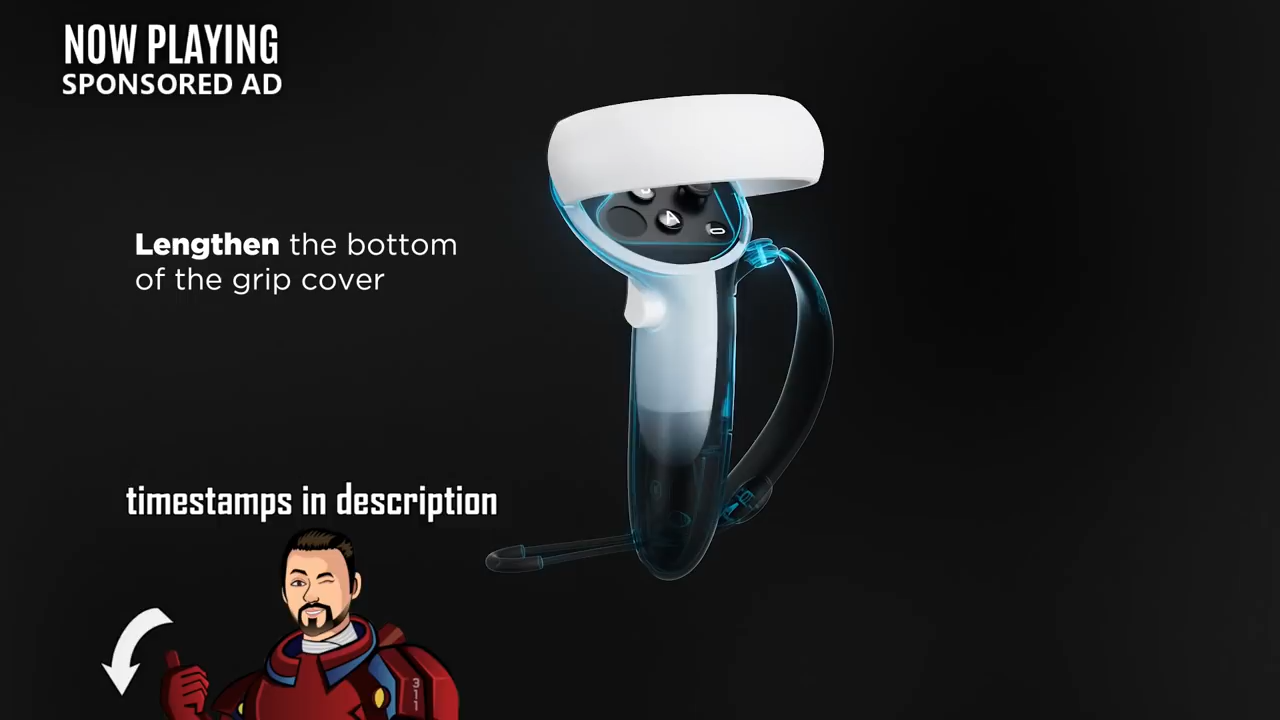 NOW PLAYING
SPONSORED AD
Lengthen the bottom
of the grip cover
A
timestamps in description